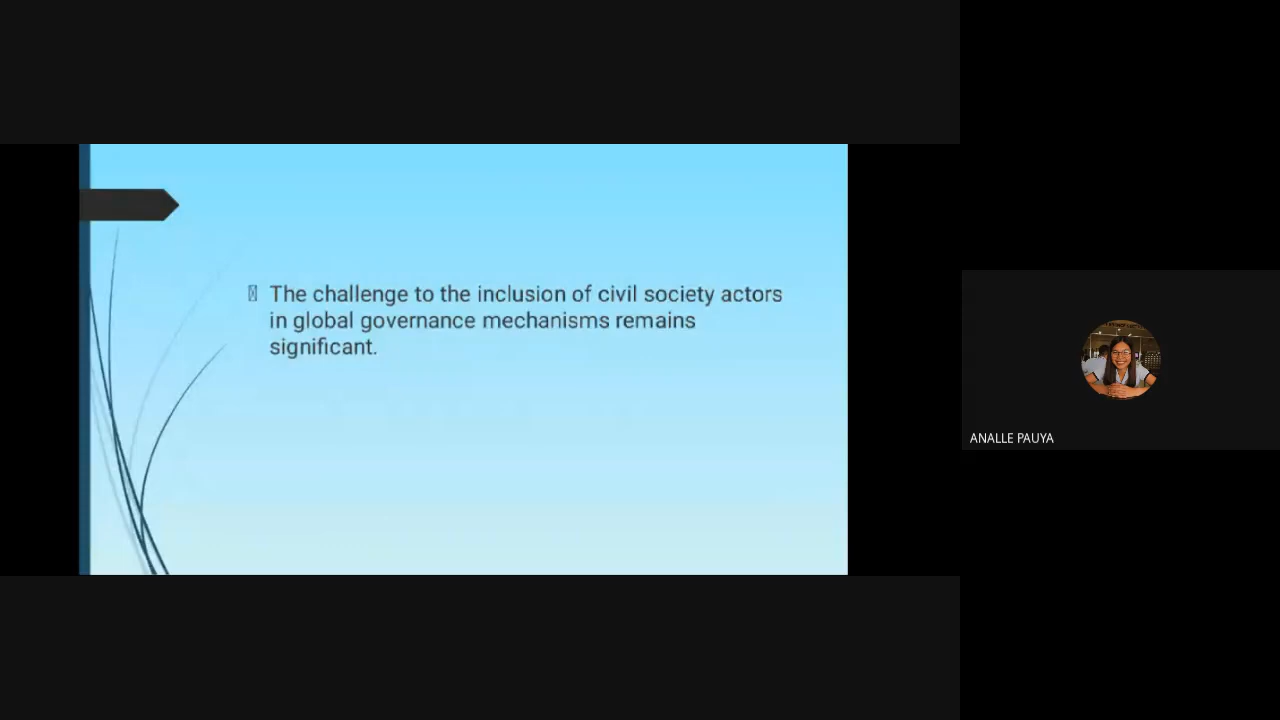 The challenge to the inclusion of civil society actors
in global governance mechanisms remains
significant.
ANALLE PAUYA